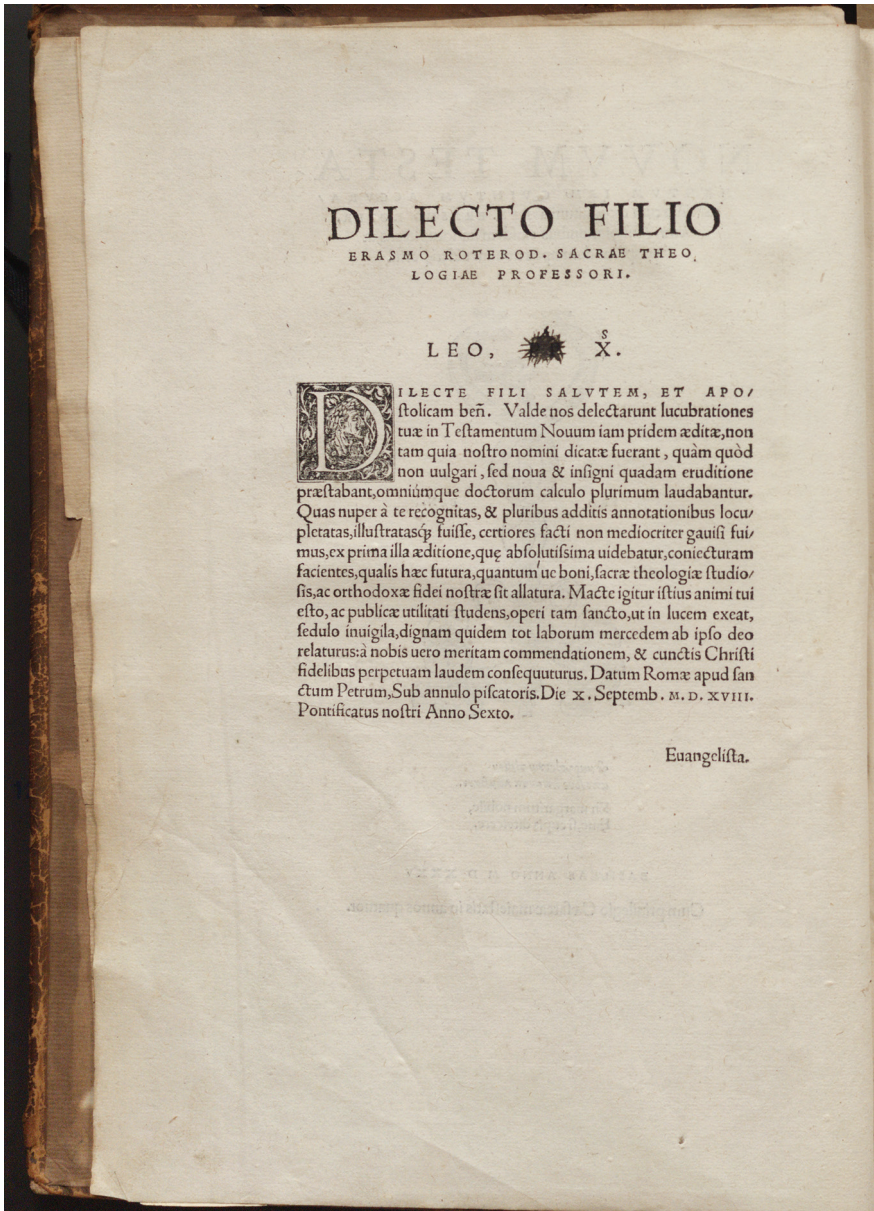 DILECTO FILIO
ERASMO ROTEROD. SACRAE THEO,
LOGIAE PROFESSORI.
LEO, X.
S
DILECTE FILI SALVTEM, ET APO/
ſtolicam beñ. Valde nos delectarunt lucubrationes
tuæ in Teſtamentum Nouum iam pridem æditæ,non
tam quia noſtro nomini dicatæ fuerant, quàm quòd
non uulgari, ſed noua & inſigni quadam eruditione
præſtabant,omniúmque doctorum calculo plurimum laudabantur.
Quas nuper à te recognitas, & pluribus additis annotationibus locu/
pletatas,illuſtrataſq́ꝫ fuiſſe, certiores facti non mediocriter gauiſi fui/
mus,ex prima illa æditione,quę abſolutiſsima uidebatur,coniecturam
facientes,qualis hæc futura,quantum'ue boni,ſacræ theologiæ ſtudio/
ſis,ac orthodoxæ fidei noſtræ ſit allatura. Macte igitur iſtius animi tui
eſto, ac publicæ utilitati ſtudens,operi tam ſancto,ut in lucem exeat,
ſedulo inuigila,dignam quidem tot laborum mercedem ab ipſo deo
relaturus:à nobis uero meritam commendationem, & cunctis Chriſti
fidelibus perpetuam laudem conſequuturus. Datum Romæ apud ſan
ctum Petrum,Sub annulo piſcatoris.Die X. Septemb. M. D. XVIII.
Pontificatus noſtri Anno Sexto.
Euangeliſta.